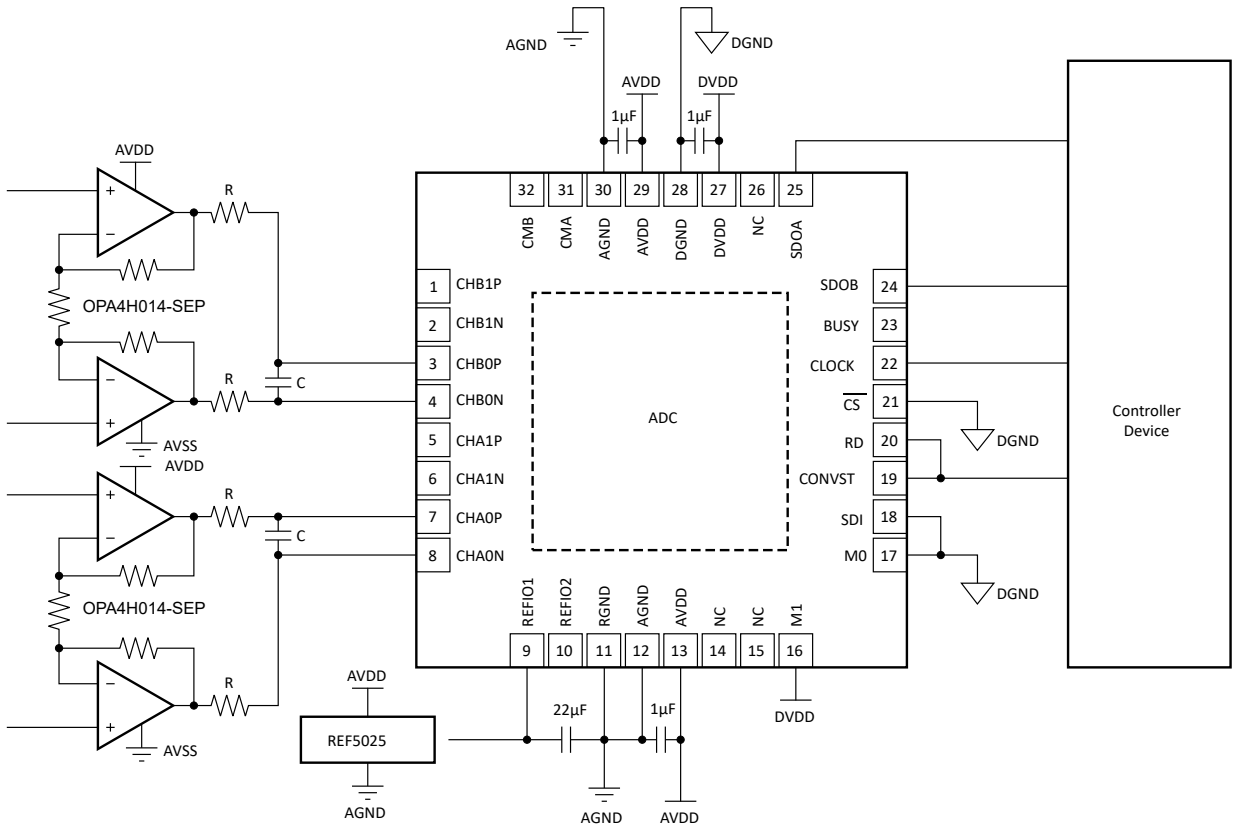 AGND
DGND
AVDD
DVDD
1µF
1µF
AVDD
+
−
R
OPA4H014-SEP
−
+
R
C
AVSS
AVDD
+
−
R
C
OPA4H014-SEP
−
+
R
AVSS
32
31
30
29
28
27
26
25
CMB
CMA
AGND
AVDD
DGND
DVDD
NC
SDOA
1 CHB1P
2 CHB1N
3 CHB0P
4 CHB0N
5 CHA1P
6 CHA1N
7 CHA0P
8 CHA0N
ADC
SDOB 24
BUSY 23
CLOCK 22
CS 21
RD 20
CONVST 19
SDI 18
M0 17
DGND
DGND
Controller
Device
REFIO1
REFIO2
RGND
AGND
AVDD
NC
NC
M1
9
10
11
12
13
14
15
16
AVDD
REF5025
AGND
22µF
1µF
AGND
AVDD
DVDD